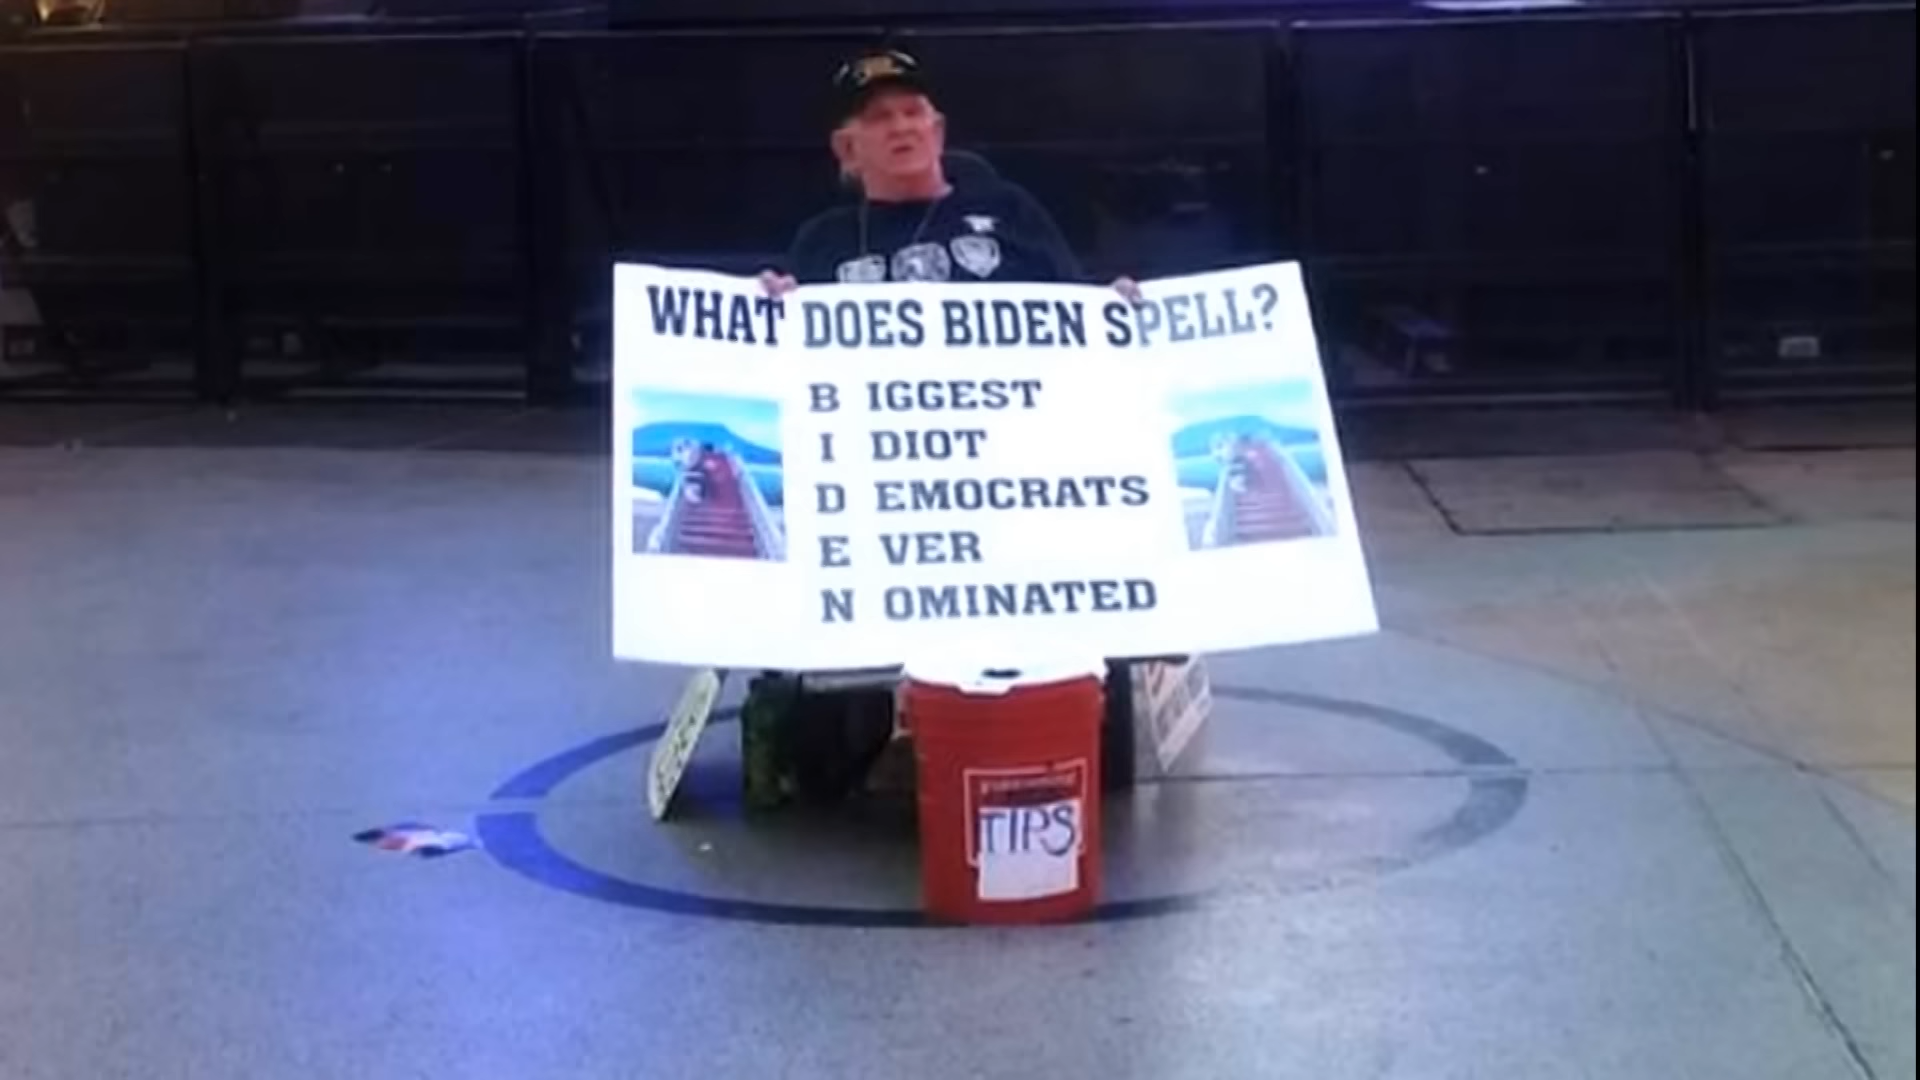 WHAT DOES BIDEN SPELL?
B IGGEST
I DIOT
D EMOCRATS
E VER
N OMINATED
TIPS